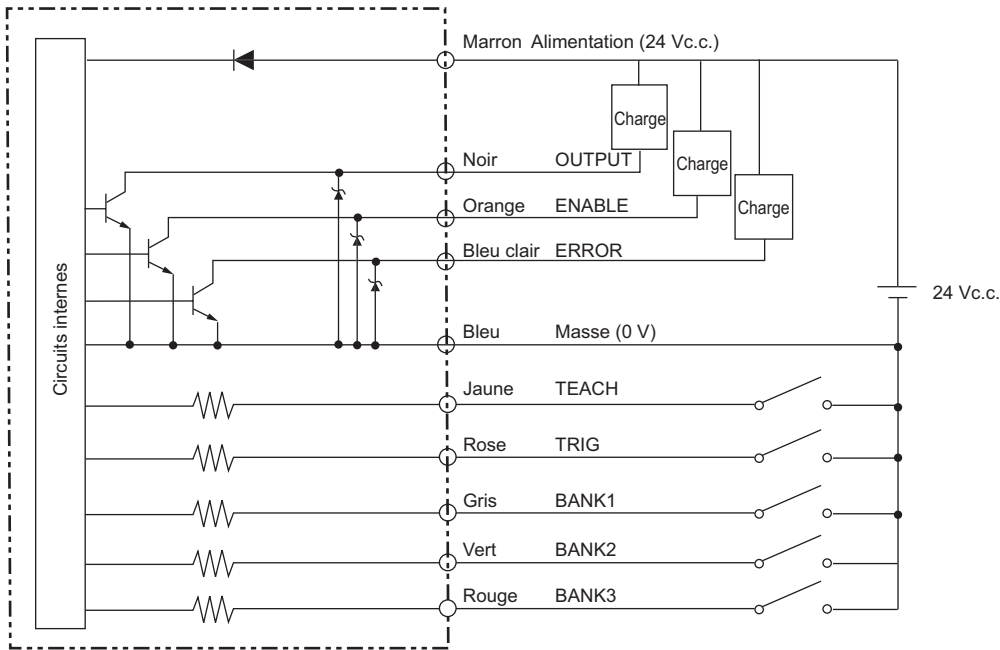 Marron Alimentation (24 Vc.c.)
Charge
Noir OUTPUT
Charge
Orange ENABLE
Charge
Bleu clair ERROR
24 Vc.c.
Circuits internes
Bleu Masse (0 V)
Jaune TEACH
Rose TRIG
Gris BANK1
Vert BANK2
Rouge BANK3